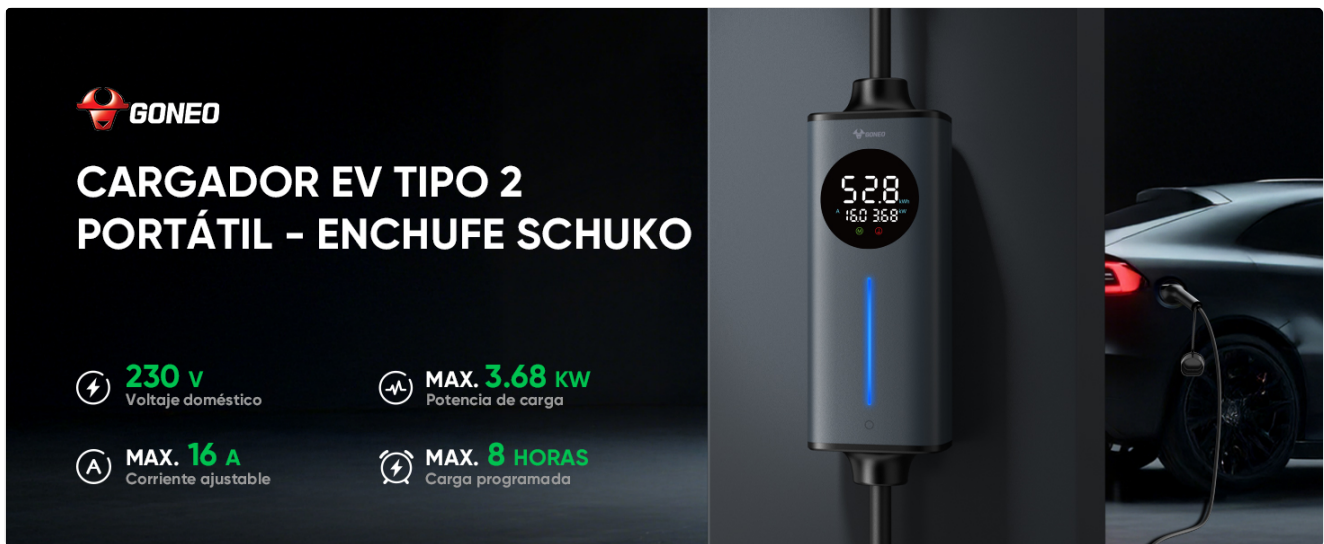 GONEO
CARGADOR EV TIPO 2
PORTÁTIL - ENCHUFE SCHUKO
230 V
Voltaje doméstico
MAX. 3.68 KW
Potencia de carga
MAX. 16 A
Corriente ajustable
MAX. 8 HORAS
Carga programada
GONEO
52.8 kWh
A 16.0 3.68 kW